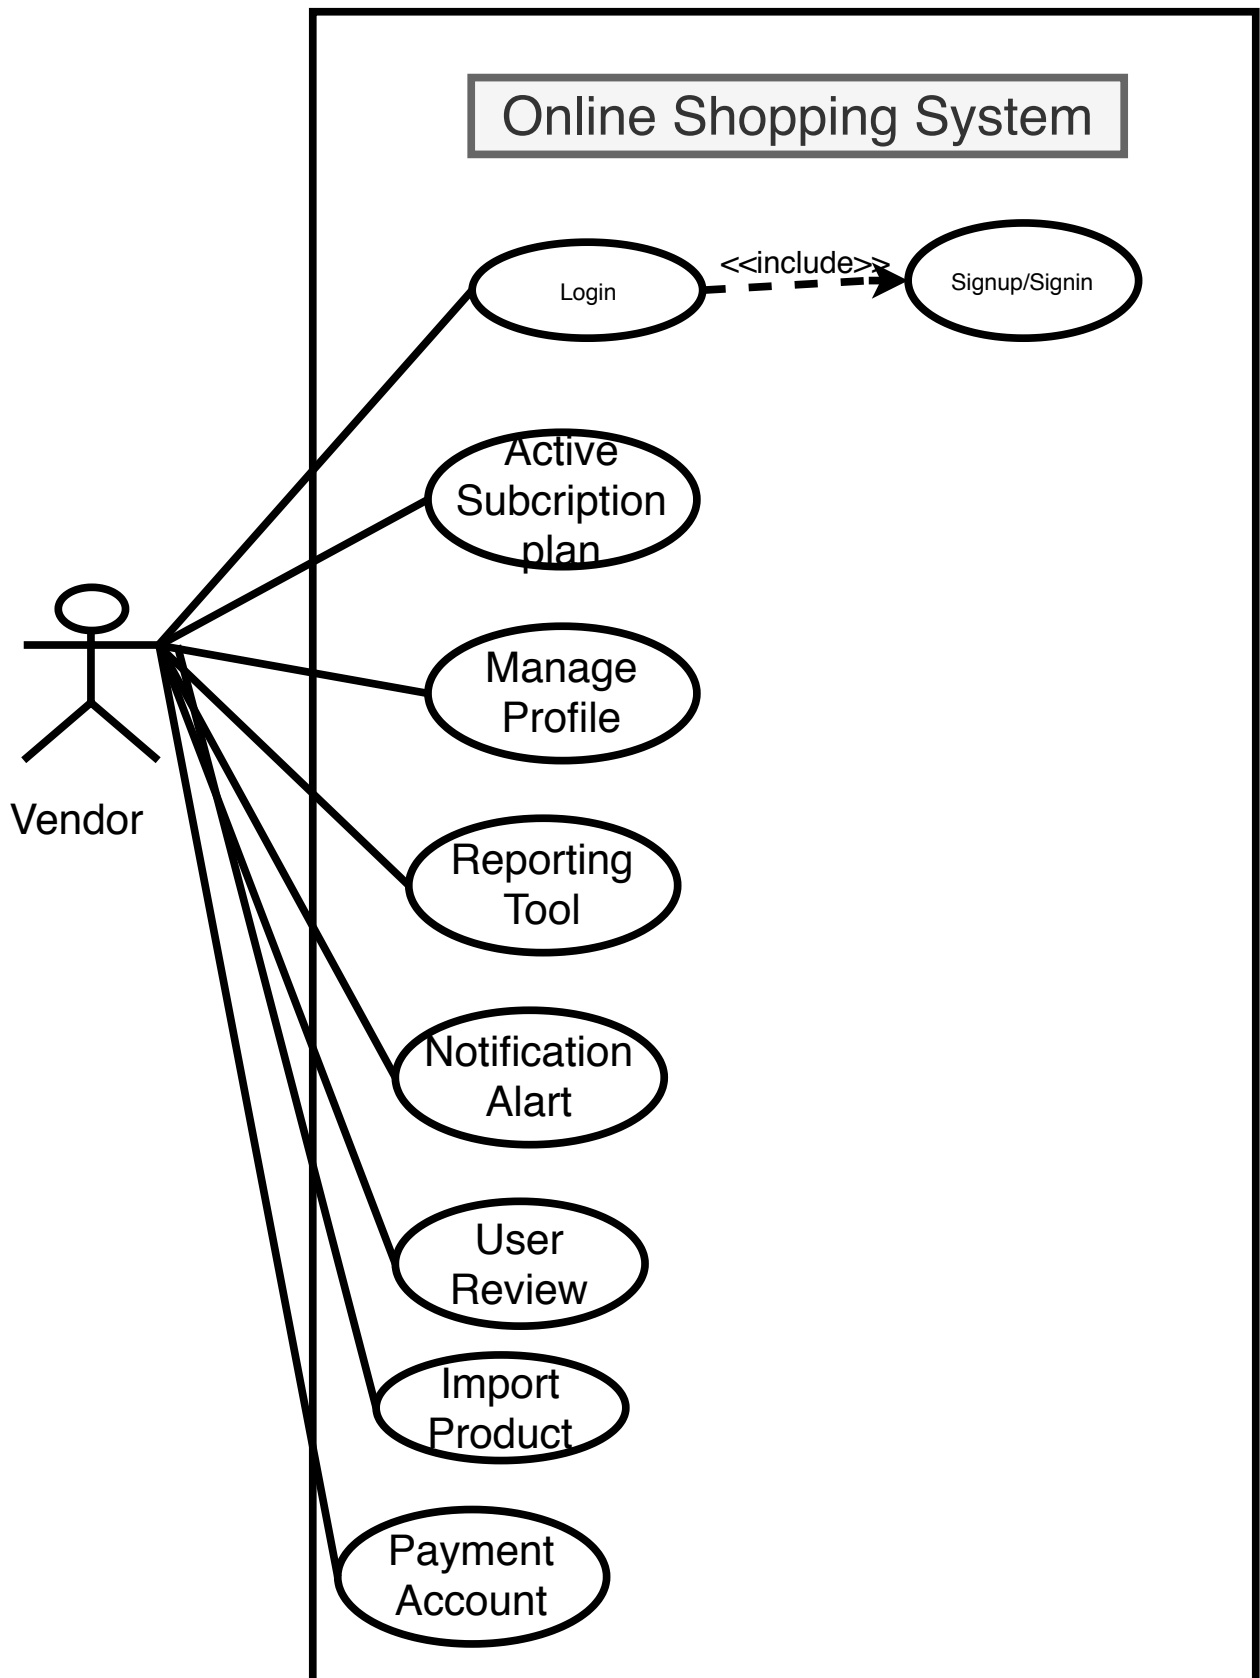 Online Shopping System
<<include>>
Login
Signup/Signin
Active
Subcription
plan
Manage
Profile
Vendor
Reporting
Tool
Notification
Alart
User
Review
Import
Product
Payment
Account